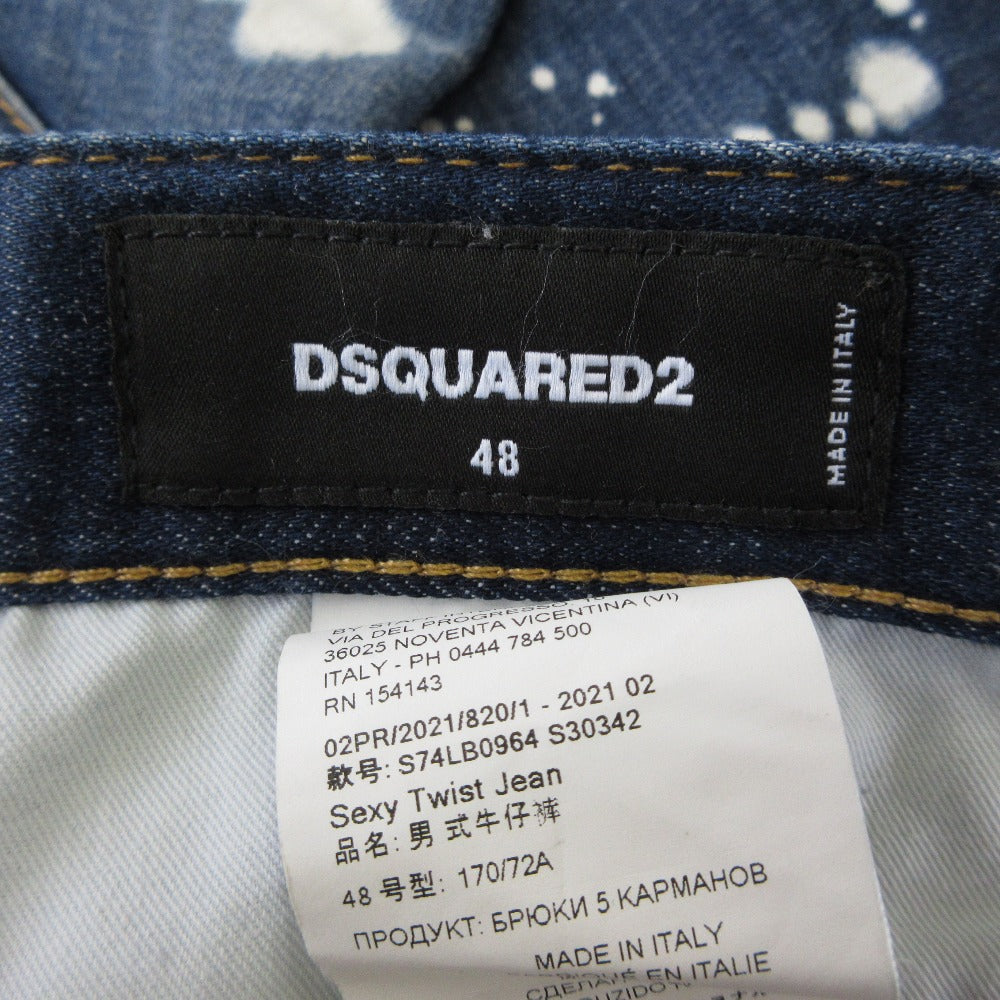 DSQUARED2
48
MADE IN ITALY
VIA DEL PROGRESSO
36025 NOVENTA VICENTINA (VI)
ITALY - PH 0444 784 500
RN 154143
02PR/2021/820/1 - 2021 02
款号: S74LB0964 S30342
Sexy Twist Jean
品名: 男 式牛仔裤
48 号型: 170/72A
ПРОДУКТ: БРЮКИ 5 КАРМАНОВ
MADE IN ITALY
EN ITALIE